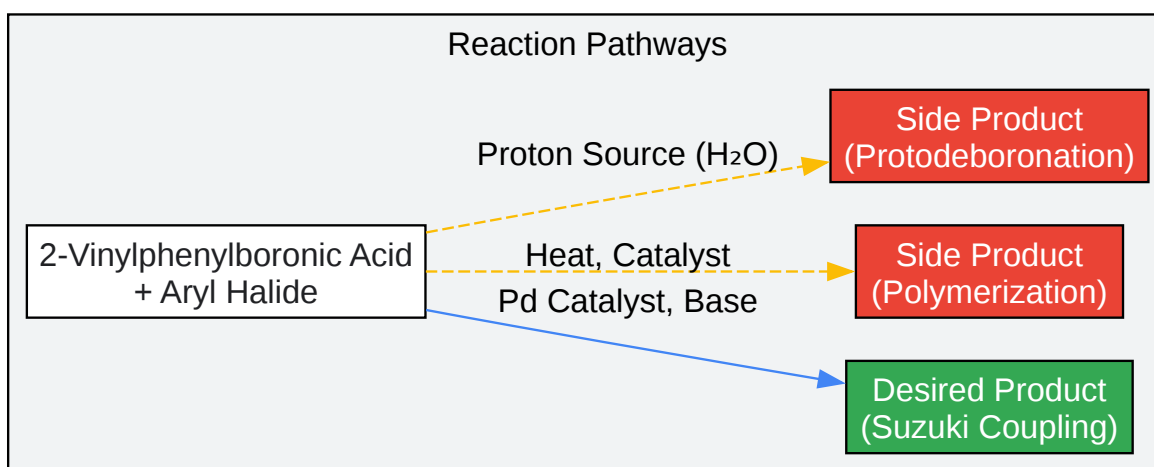 Reaction Pathways
Side Product
(Protodeboronation)
Proton Source (H₂O)
2-Vinylphenylboronic Acid
+ Aryl Halide
Heat, Catalyst
Side Product
(Polymerization)
Pd Catalyst, Base
Desired Product
(Suzuki Coupling)